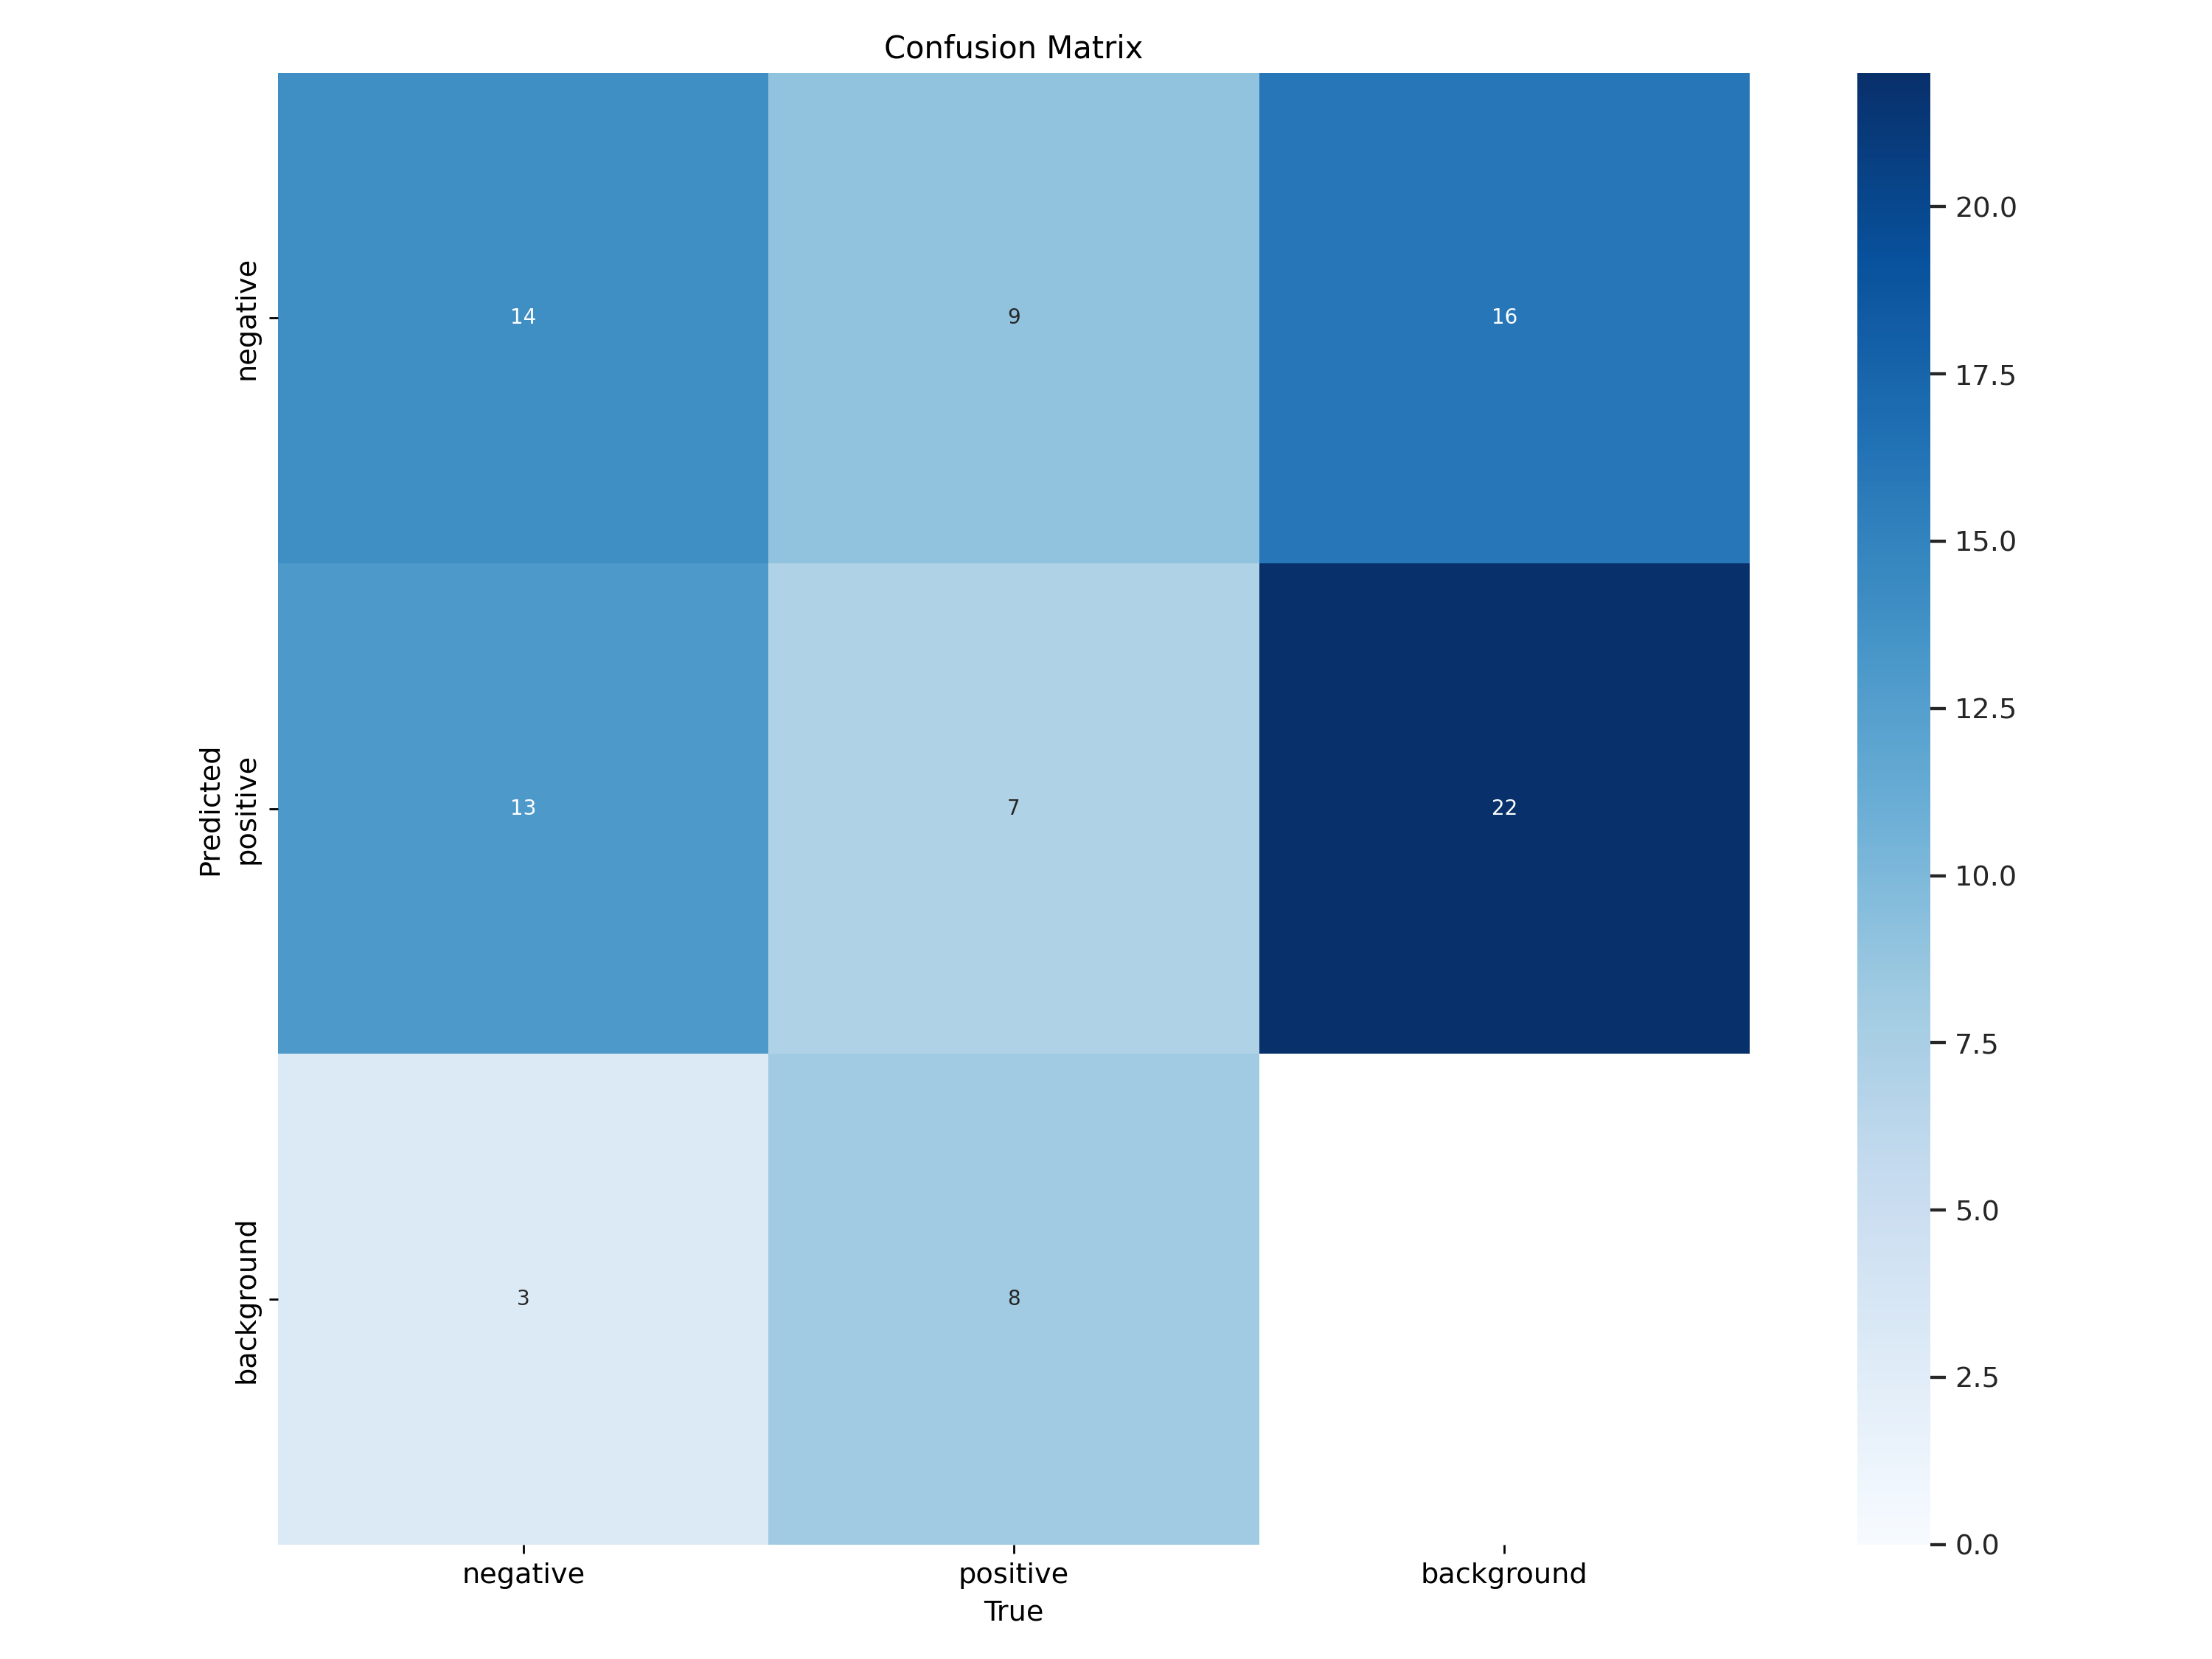 Confusion Matrix
negative
14
9
16
20.0
17.5
15.0
12.5
Predicted
positive
13
7
22
10.0
7.5
5.0
2.5
0.0
background
3
8
negative
positive
background
True